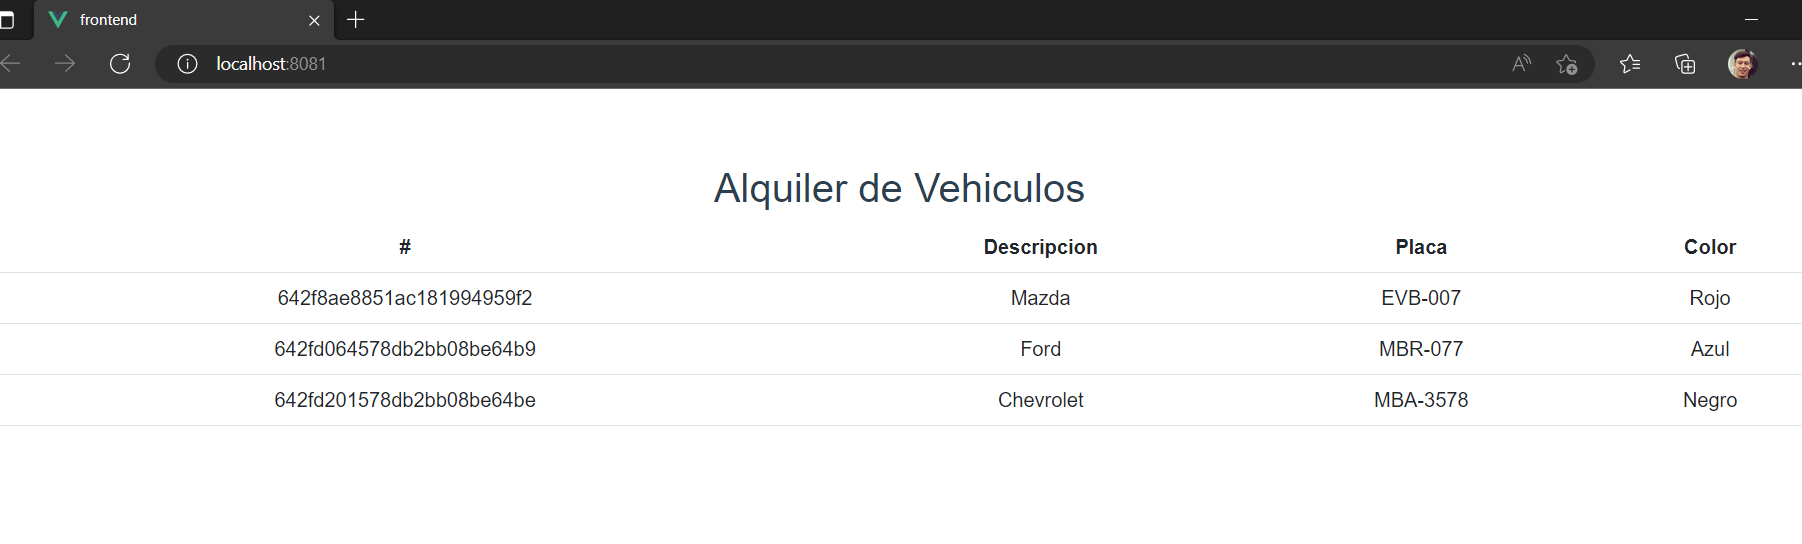 frontend
localhost:8081
Alquiler de Vehiculos
# Descripcion Placa Color
642f8ae8851ac181994959f2 Mazda EVB-007 Rojo
642fd064578db2bb08be64b9 Ford MBR-077 Azul
642fd201578db2bb08be64be Chevrolet MBA-3578 Negro